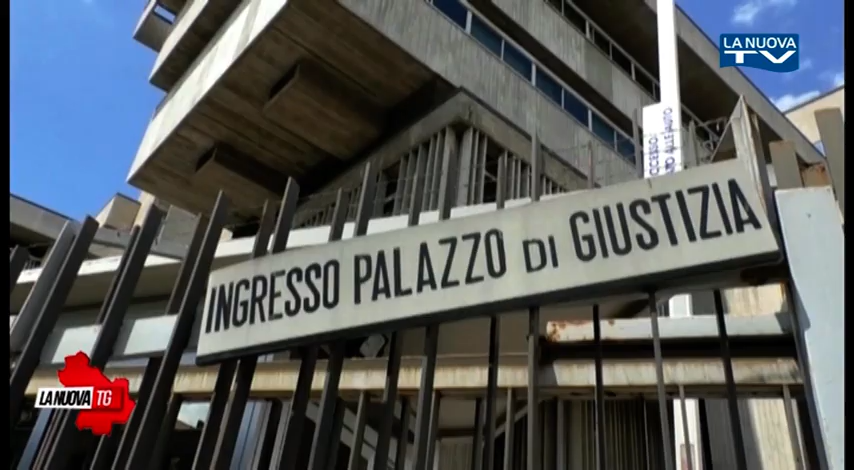 LA NUOVA
TV
INGRESSO PALAZZO DI GIUSTIZIA
LA NUOVA TG